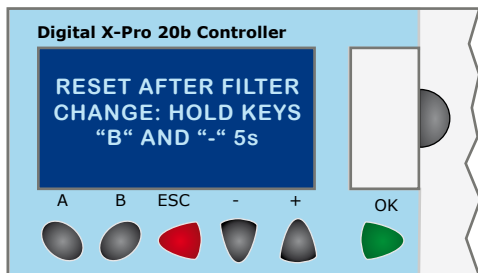 Digital X-Pro 20b Controller
RESET AFTER FILTER
CHANGE: HOLD KEYS
“B“ AND “-“ 5s
A B ESC - + OK